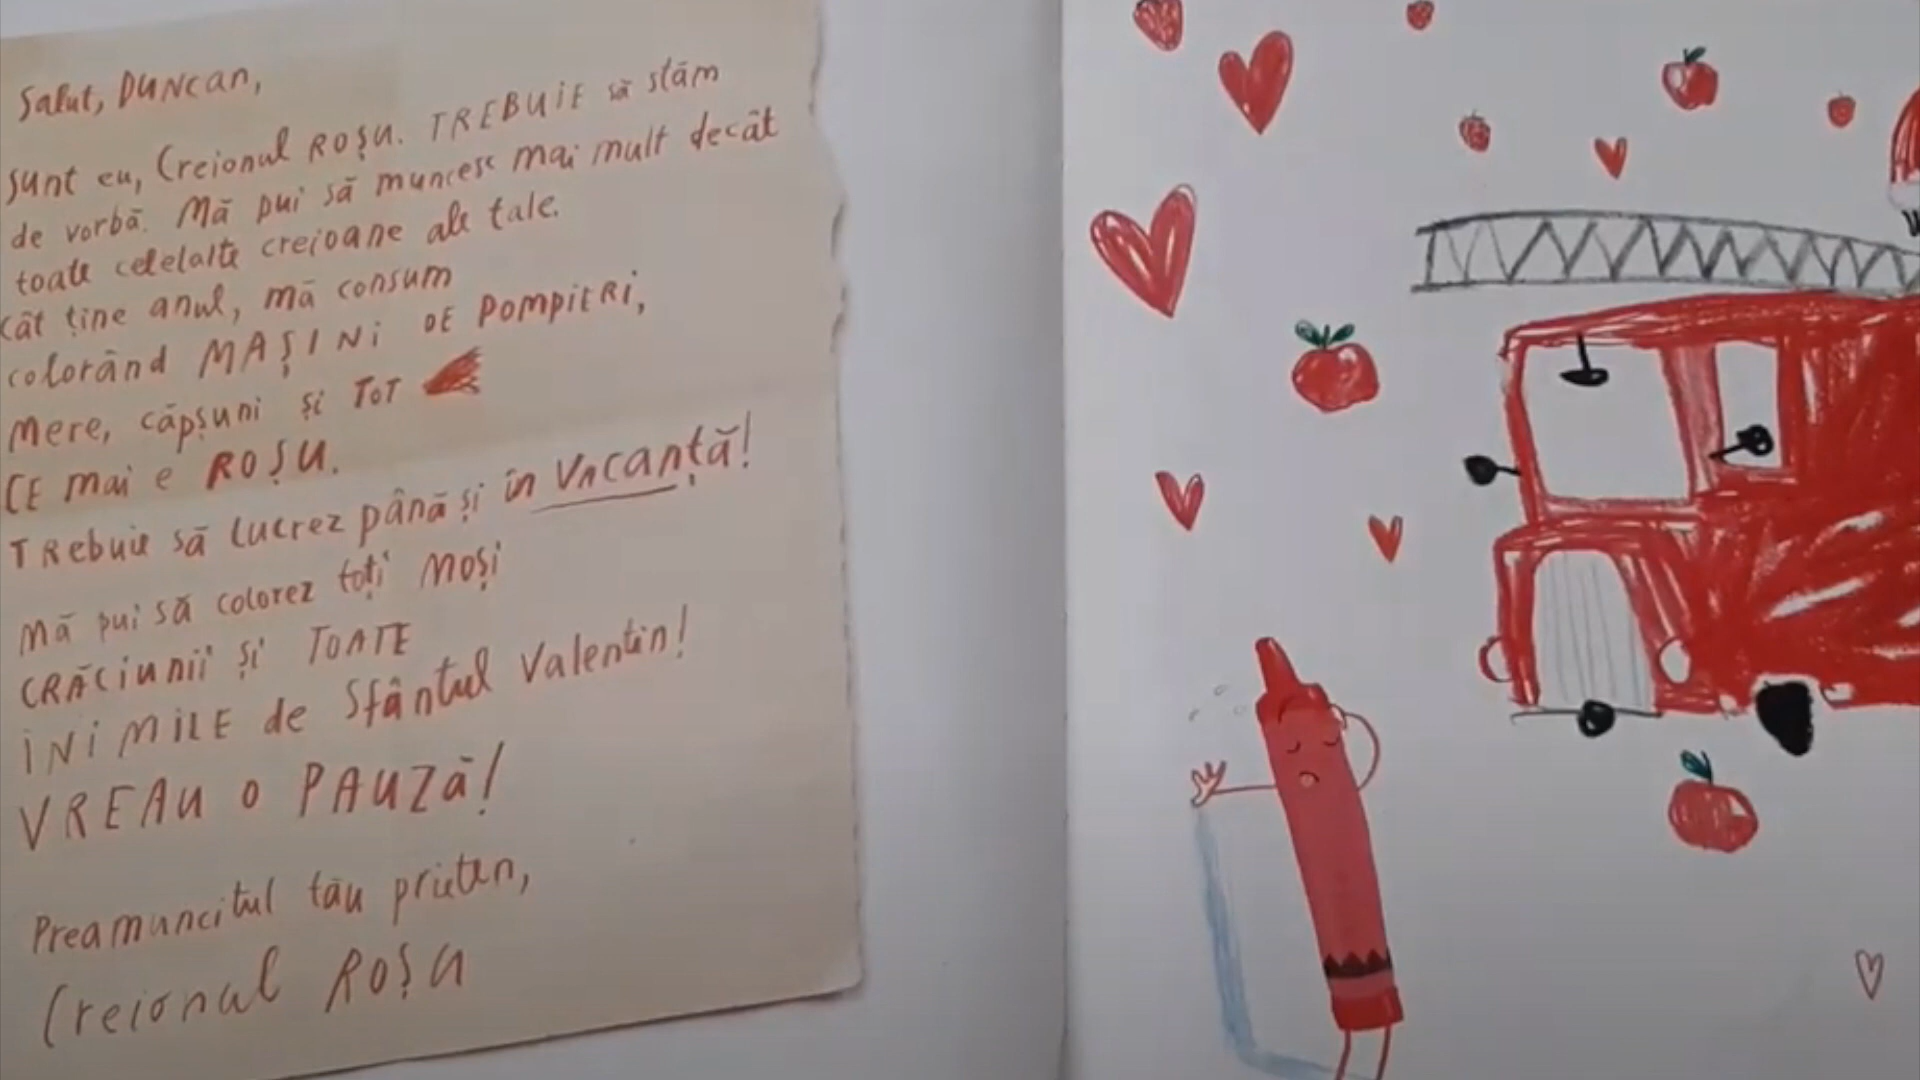 Salut, DUNCAN,
Sunt eu, Creionul ROȘU. TREBUIE să stăm
de vorbă. Mă pui să muncesc mai mult decât
toate celelalte creioane ale tale.
Cât ține anul, mă consum
colorând MAȘINI DE POMPIERI,
mere, căpșuni și TOT
CE mai e ROȘU.
TRebuie să lucrez până și în VACANȚĂ!
Mă pui să colorez toți MOȘI
CRĂCIUNII și TOATE
INIMILE de Sfântul Valentin!
VREAU O PAUZĂ!
Preamuncitul tău prieten,
Creionul ROȘU